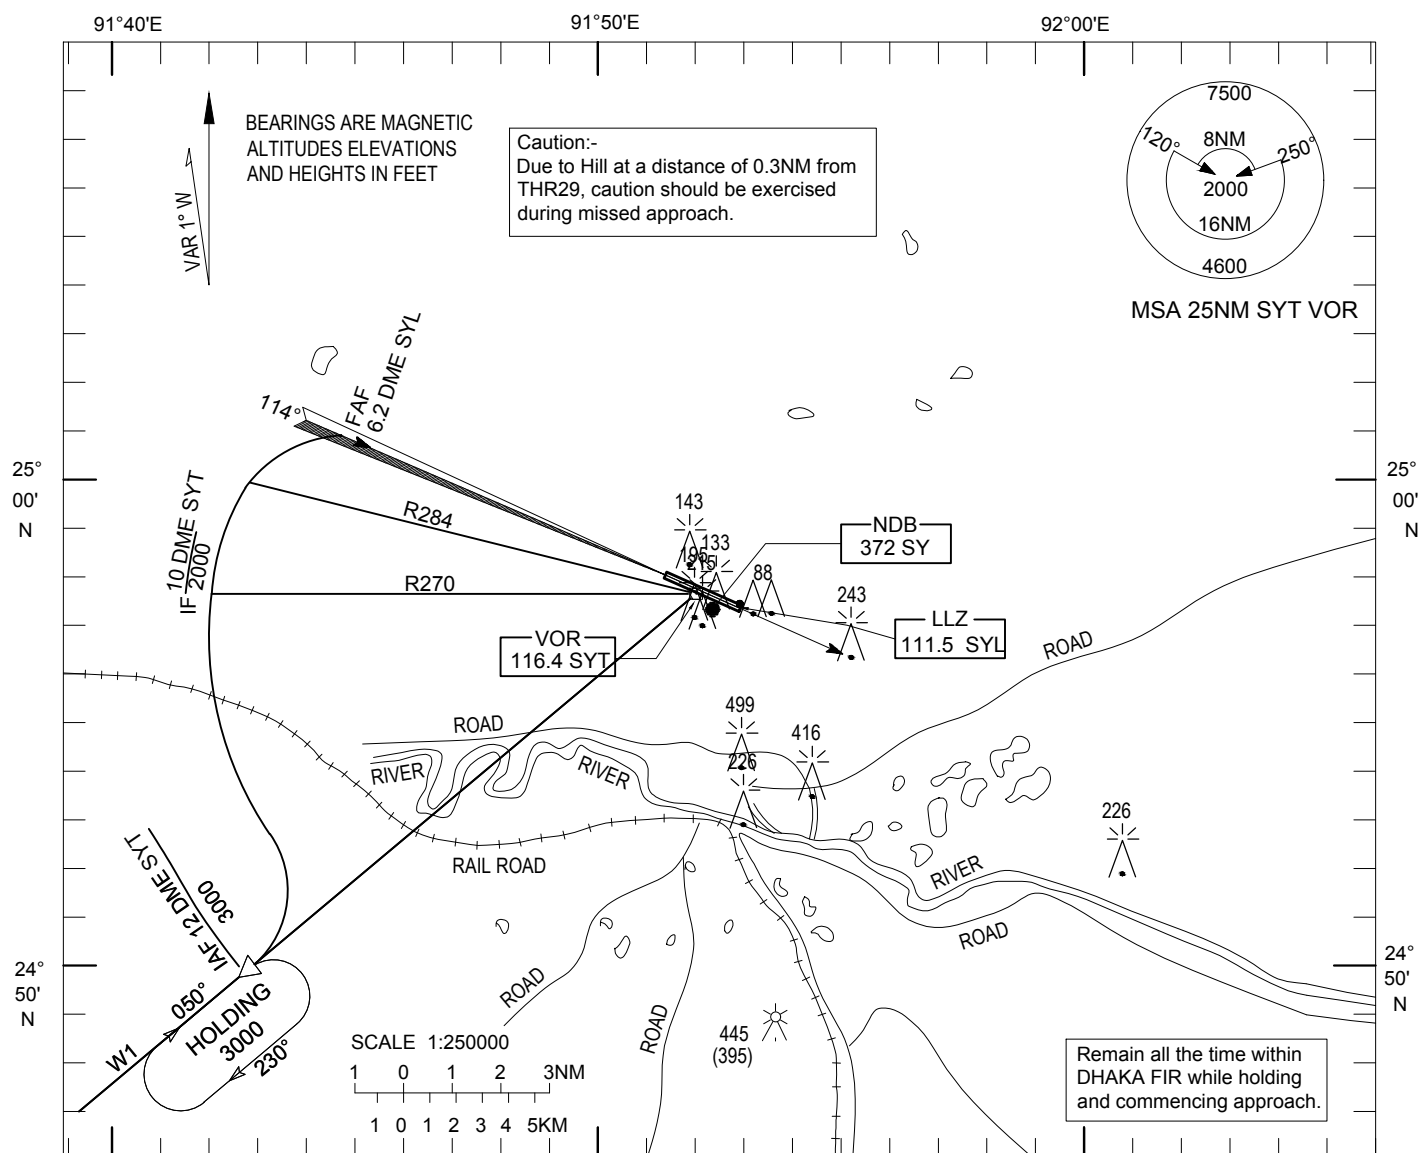 91°40'E
91°50'E
92°00'E
BEARINGS ARE MAGNETIC
ALTITUDES ELEVATIONS
AND HEIGHTS IN FEET
VAR 1° W
Caution:-
Due to Hill at a distance of 0.3NM from
THR29, caution should be exercised
during missed approach.
7500
120°
8NM
250°
2000
16NM
4600
MSA 25NM SYT VOR
114°
FAF
6.2 DME SYL
25°
00'
N
25°
00'
N
10 DME SYT
IF 2000
R284
R270
143
133
195
215
88
243
NDB
372 SY
LLZ
111.5 SYL
VOR
116.4 SYT
ROAD
ROAD
499
416
226
226
RIVER
RIVER
RAIL ROAD
RIVER
ROAD
IAF 12 DME SYT
3000
24°
50'
N
24°
50'
N
050°
HOLDING
3000
230°
W1
ROAD
ROAD
445
(395)
SCALE 1:250000
1 0 1 2 3NM
1 0 1 2 3 4 5KM
Remain all the time within
DHAKA FIR while holding
and commencing approach.